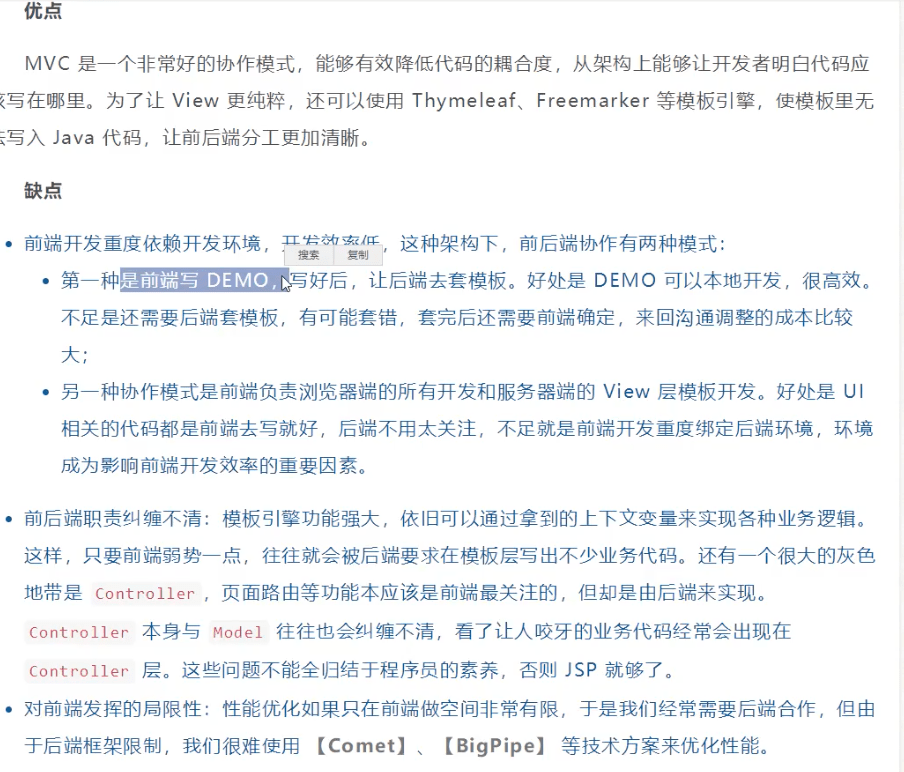 优点
MVC 是一个非常好的协作模式，能够有效降低代码的耦合度，从架构上能够让开发者明白代码应
该写在哪里。为了让 View 更纯粹，还可以使用 Thymeleaf、Freemarker 等模板引擎，使模板里无
法写入 Java 代码，让前后端分工更加清晰。
缺点
前端开发重度依赖开发环境，开发效率低，这种架构下，前后端协作有两种模式：
搜索 复制
第一种是前端写 DEMO，写好后，让后端去套模板。好处是 DEMO 可以本地开发，很高效。
不足是还需要后端套模板，有可能套错，套完后还需要前端确定，来回沟通调整的成本比较
大；
另一种协作模式是前端负责浏览器端的所有开发和服务器端的 View 层模板开发。好处是 UI
相关的代码都是前端去写就好，后端不用太关注，不足就是前端开发重度绑定后端环境，环境
成为影响前端开发效率的重要因素。
前后端职责纠缠不清：模板引擎功能强大，依旧可以通过拿到的上下文变量来实现各种业务逻辑。
这样，只要前端弱势一点，往往就会被后端要求在模板层写出不少业务代码。还有一个很大的灰色
地带是 Controller ，页面路由等功能本应该是前端最关注的，但却是由后端来实现。
Controller 本身与 Model 往往也会纠缠不清，看了让人咬牙的业务代码经常会出现在
Controller 层。这些问题不能全归结于程序员的素养，否则 JSP 就够了。
对前端发挥的局限性：性能优化如果只在前端做空间非常有限，于是我们经常需要后端合作，但由
于后端框架限制，我们很难使用 【Comet】、【BigPipe】 等技术方案来优化性能。